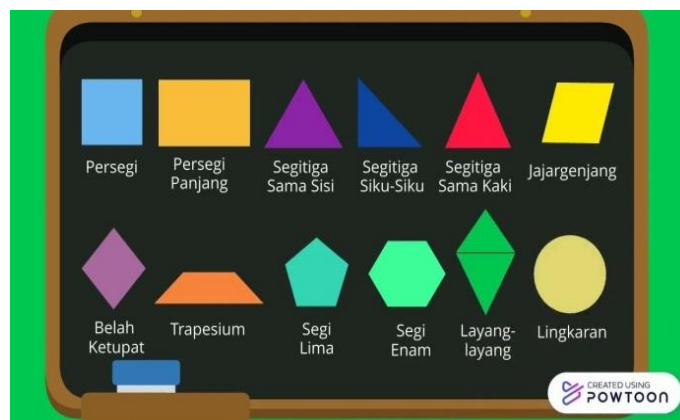 Persegi
Persegi
Panjang
Segitiga
Sama Sisi
Segitiga
Siku-Siku
Segitiga
Sama Kaki
Jajargenjang
Belah
Ketupat
Trapesium
Segi
Lima
Segi
Enam
Layang-
layang
Lingkaran
CREATED USING
POWTOON